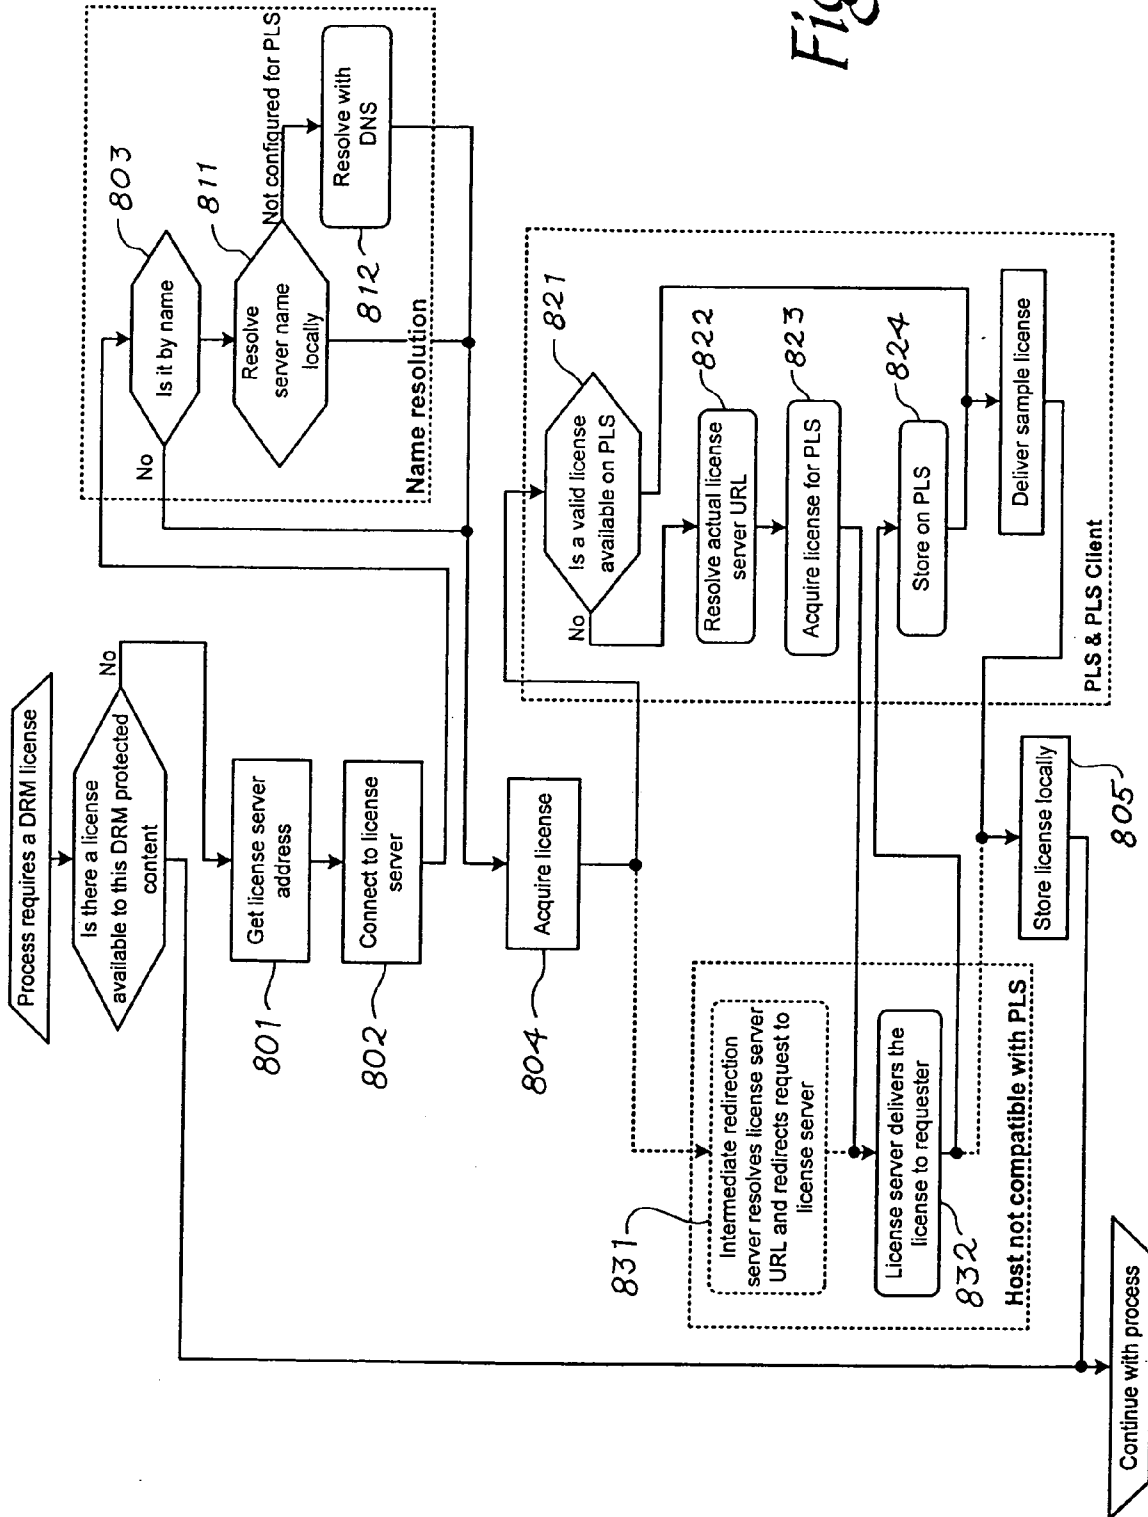 Process requires a DRM license
Is there a license
available to this DRM protected
content
No
Get license server
address
801
Connect to license
server
802
Is it by name
803
No
Resolve
server name
locally
811
Not configured for PLS
Resolve with
DNS
812
Name resolution
Acquire license
804
Is a valid license
available on PLS
821
No
Resolve actual license
server URL
822
Acquire license for PLS
823
Store on PLS
824
Deliver sample license
PLS & PLS Client
Intermediate redirection
server resolves license server
URL and redirects request to
license server
831
License server delivers the
license to requester
832
Host not compatible with PLS
Store license locally
805
Continue with process